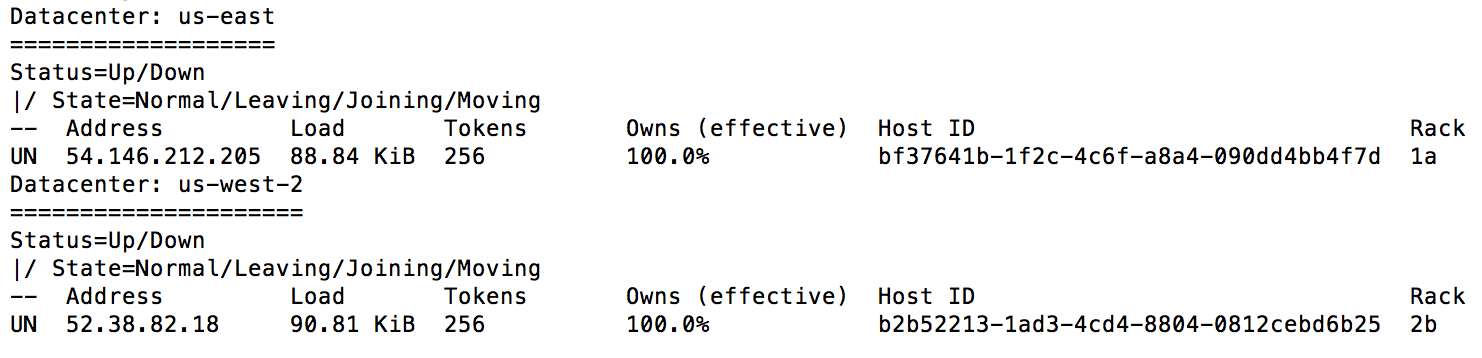 Datacenter: us-east
===================
Status=Up/Down
|/ State=Normal/Leaving/Joining/Moving
--  Address         Load       Tokens       Owns (effective)  Host ID                               Rack
UN  54.146.212.205  88.84 KiB  256          100.0%            bf37641b-1f2c-4c6f-a8a4-090dd4bb4f7d  1a
Datacenter: us-west-2
=====================
Status=Up/Down
|/ State=Normal/Leaving/Joining/Moving
--  Address         Load       Tokens       Owns (effective)  Host ID                               Rack
UN  52.38.82.18     90.81 KiB  256          100.0%            b2b52213-1ad3-4cd4-8804-0812cebd6b25  2b